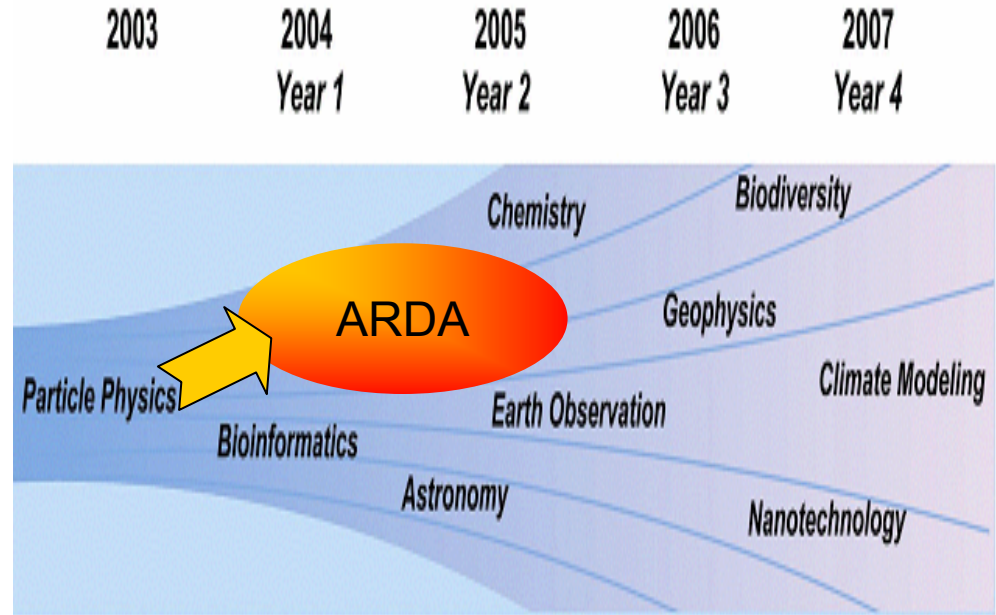 2003 2004 2005 2006 2007
Year 1 Year 2 Year 3 Year 4
Chemistry
Biodiversity
ARDA
Geophysics
Particle Physics
Climate Modeling
Earth Observation
Bioinformatics
Astronomy
Nanotechnology